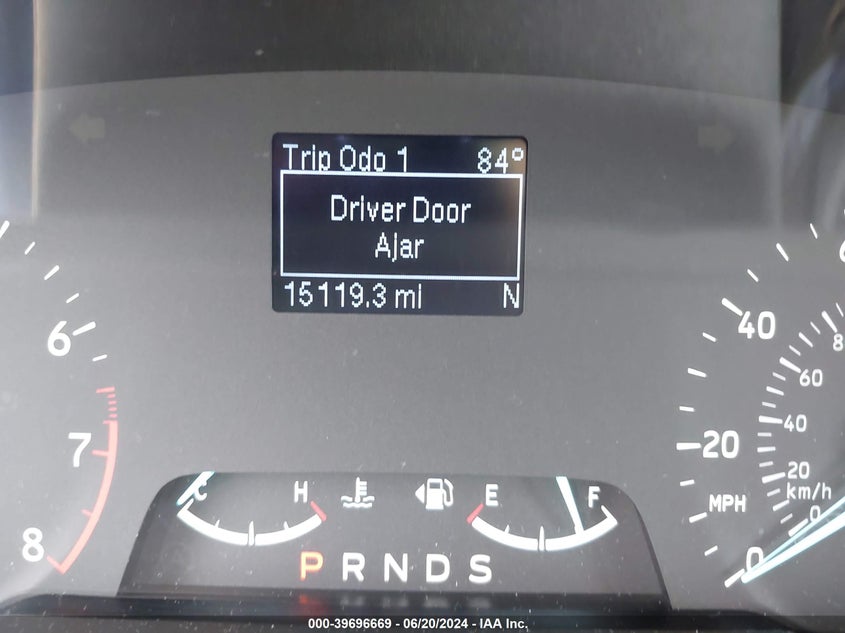 Trip Odo 1 84°
Driver Door
Ajar
15119.3 mi N
6
7
8
40
20
0
MPH
8
60
40
20
km/h
0
C H E F
P R N D S
000-39696669 - 06/20/2024 - IAA Inc.